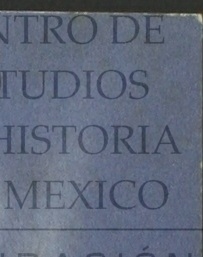 NTRO DE
TUDIOS
HISTORIA
MEXICO